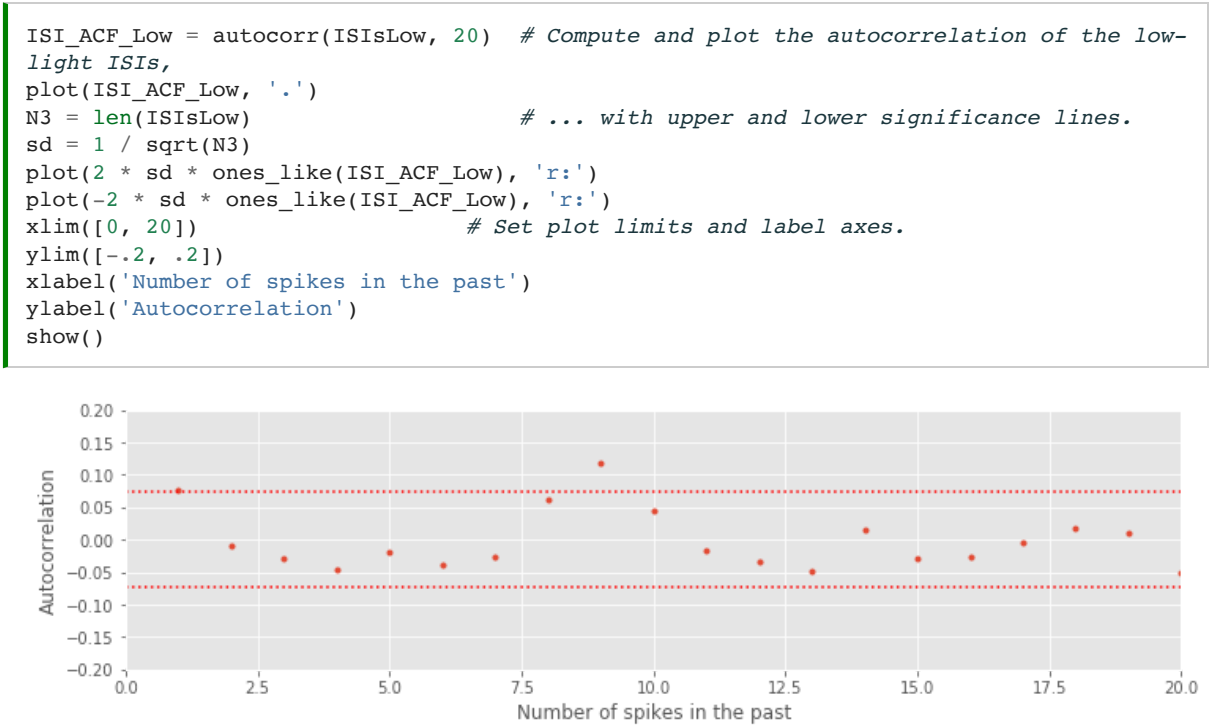 ISI_ACF_Low = autocorr(ISIsLow, 20)  # Compute and plot the autocorrelation of the low-
light ISIs,
plot(ISI_ACF_Low, '.')
N3 = len(ISIsLow)                    # ... with upper and lower significance lines.
sd = 1 / sqrt(N3)
plot(2 * sd * ones_like(ISI_ACF_Low), 'r:')
plot(-2 * sd * ones_like(ISI_ACF_Low), 'r:')
xlim([0, 20])                    # Set plot limits and label axes.
ylim([-.2, .2])
xlabel('Number of spikes in the past')
ylabel('Autocorrelation')
show()
Autocorrelation
0.20
0.15
0.10
0.05
0.00
−0.05
−0.10
−0.15
−0.20
0.0 2.5 5.0 7.5 10.0 12.5 15.0 17.5 20.0
Number of spikes in the past